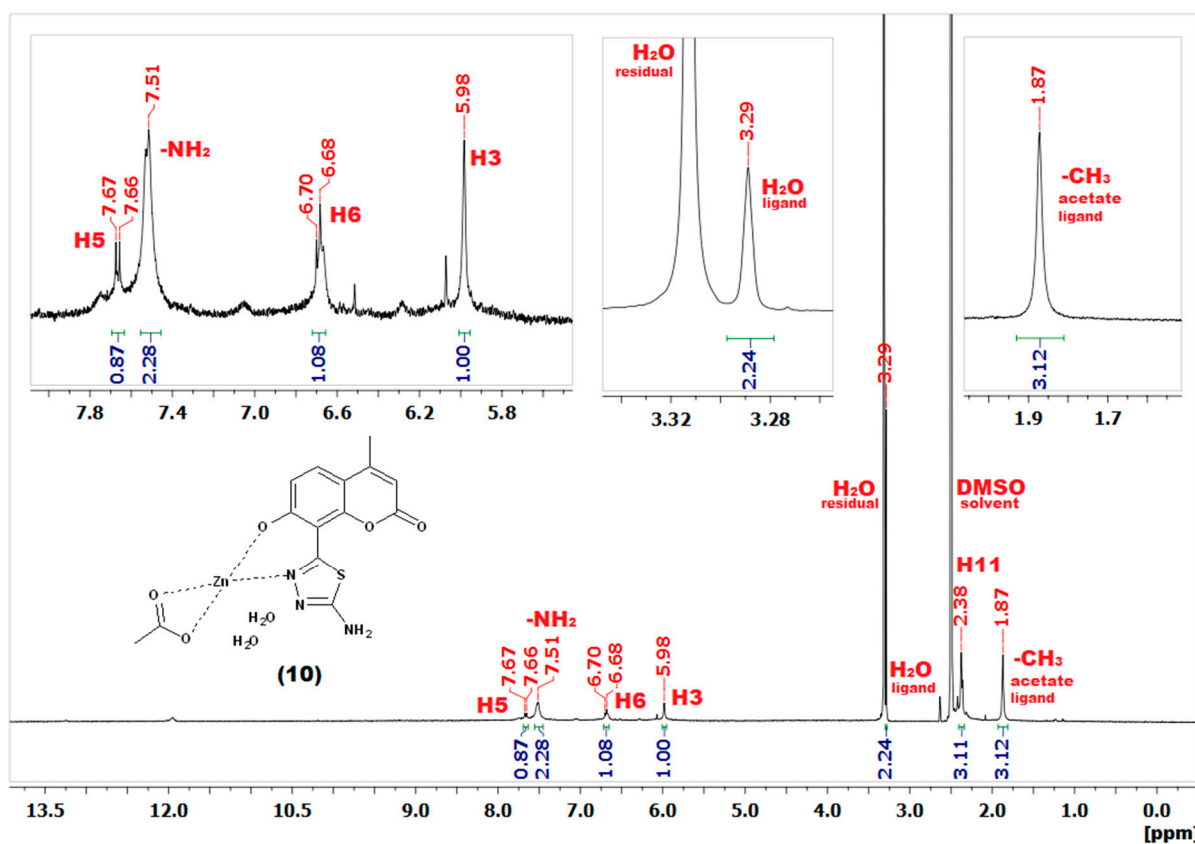 7.67
7.66
7.51
6.70
6.68
5.98
H5
-NH₂
H6
H3
0.87
2.28
1.08
1.00
7.8 7.4 7.0 6.6 6.2 5.8
H₂O
residual
3.29
H₂O
ligand
2.24
3.32 3.28
1.87
-CH₃
acetate
ligand
3.12
1.9 1.7
O
O
O
Zn
N
S
N
O
O
H₂O
H₂O
NH₂
(10)
3.29
H₂O
residual
DMSO
solvent
H11
2.38
1.87
-NH₂
7.67
7.66
7.51
6.70
6.68
5.98
H5
H6
H3
H₂O
ligand
-CH₃
acetate
ligand
0.87
2.28
1.08
1.00
2.24
3.11
3.12
13.5 12.0 10.5 9.0 7.5 6.0 4.0 3.0 2.0 1.0 0.0
[ppm]